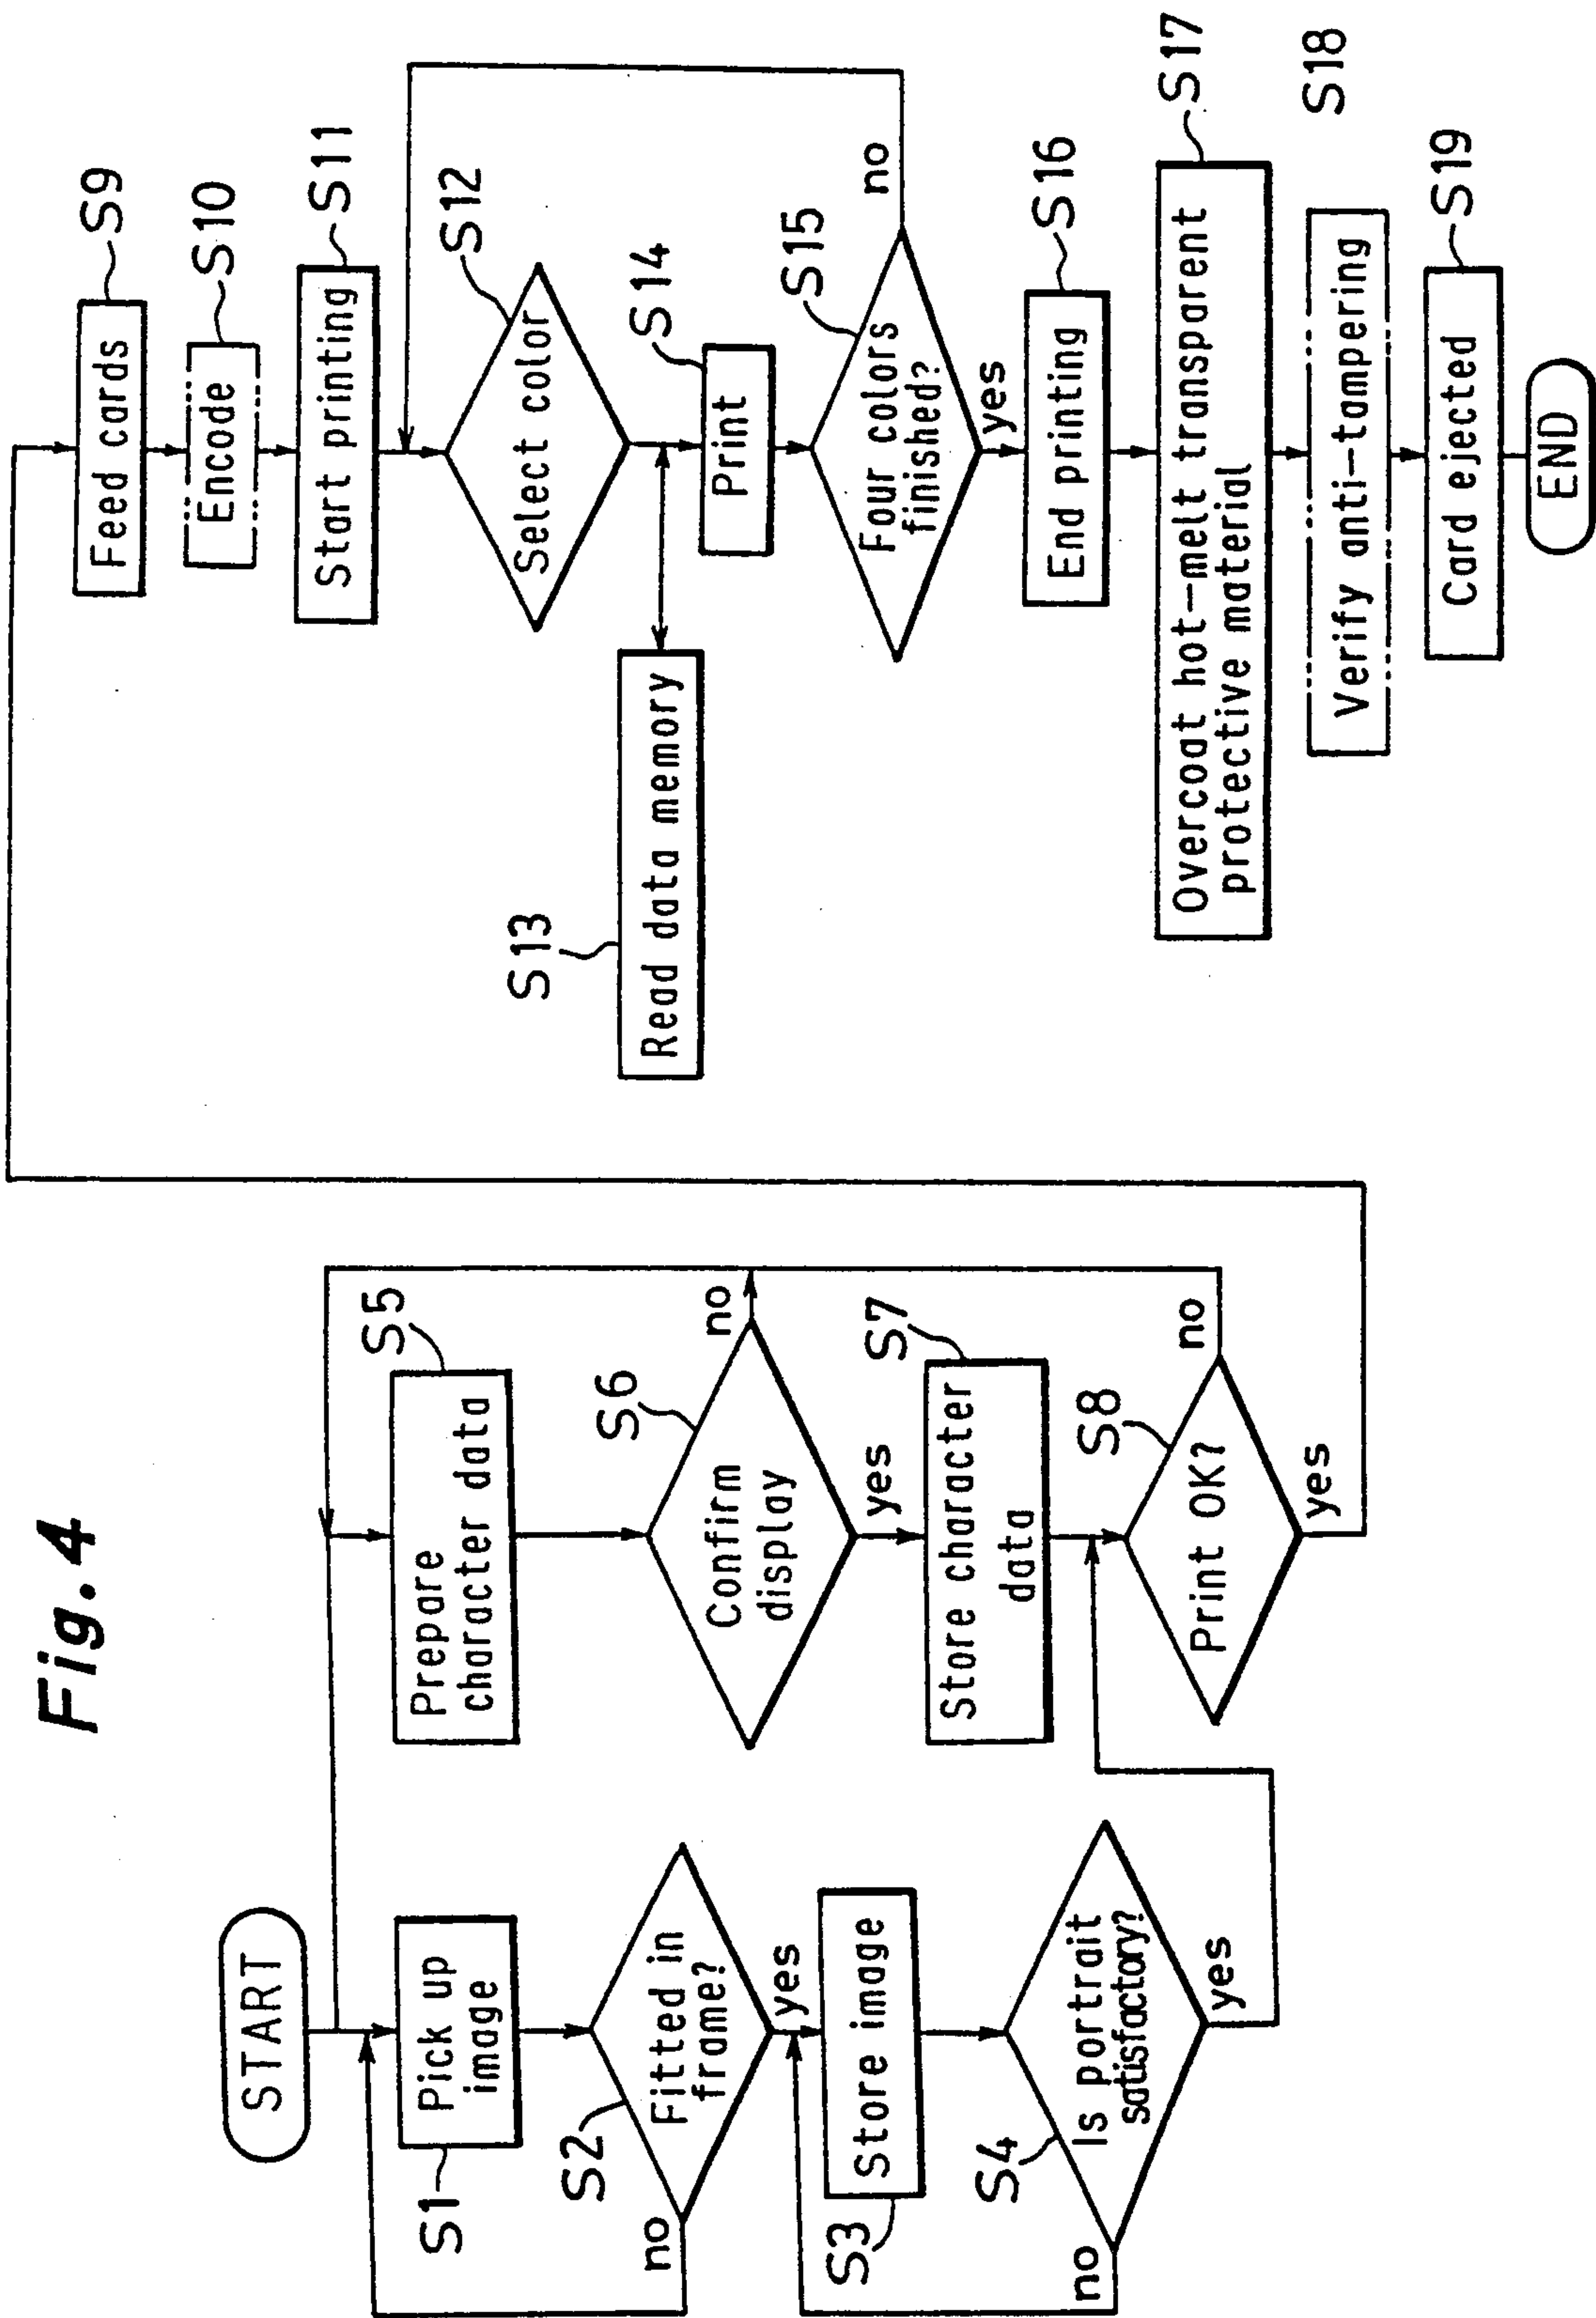 Fig.4
START
S1
Pick up
image
S2
Fitted in
frame?
no
yes
S3
Store image
S4
Is portrait
satisfactory?
no
yes
S5
Prepare
character data
S6
Confirm
display
no
yes
S7
Store character
data
S8
Print OK?
no
yes
S9
Feed cards
S10
Encode
S11
Start printing
S12
Select color
S13
Read data memory
S14
Print
S15
Four colors
finished?
no
yes
S16
End printing
S17
Overcoat hot-melt transparent
protective material
S18
Verify anti-tampering
S19
Card ejected
END